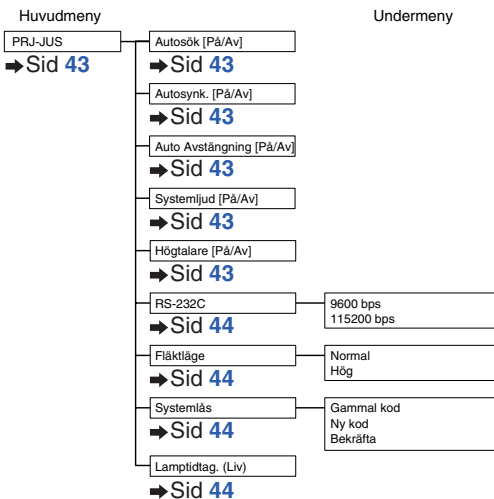 Huvudmeny Undermeny
PRJ-JUS
➡Sid 43
Autosök [På/Av]
➡Sid 43
Autosynk. [På/Av]
➡Sid 43
Auto Avstängning [På/Av]
➡Sid 43
Systemljud [På/Av]
➡Sid 43
Högtalare [På/Av]
➡Sid 43
RS-232C
➡Sid 44
9600 bps
115200 bps
Fläktläge
➡Sid 44
Normal
Hög
Systemlås
➡Sid 44
Gammal kod
Ny kod
Bekräfta
Lamptidtag. (Liv)
➡Sid 44